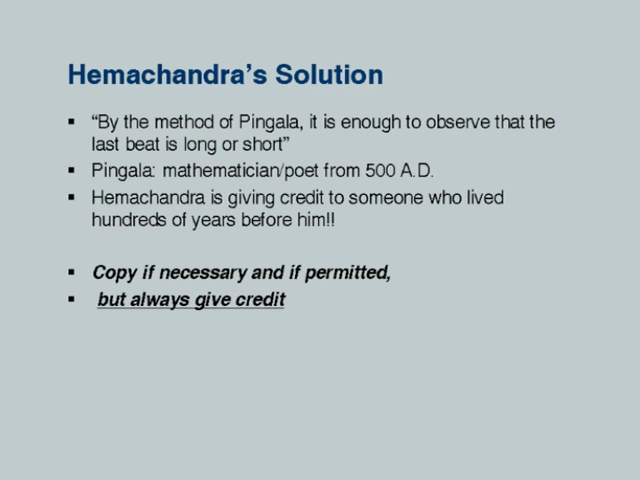 Hemachandra's Solution
▪ "By the method of Pingala, it is enough to observe that the
last beat is long or short"
▪ Pingala: mathematician/poet from 500 A.D.
▪ Hemachandra is giving credit to someone who lived
hundreds of years before him!!
▪ Copy if necessary and if permitted,
▪ but always give credit